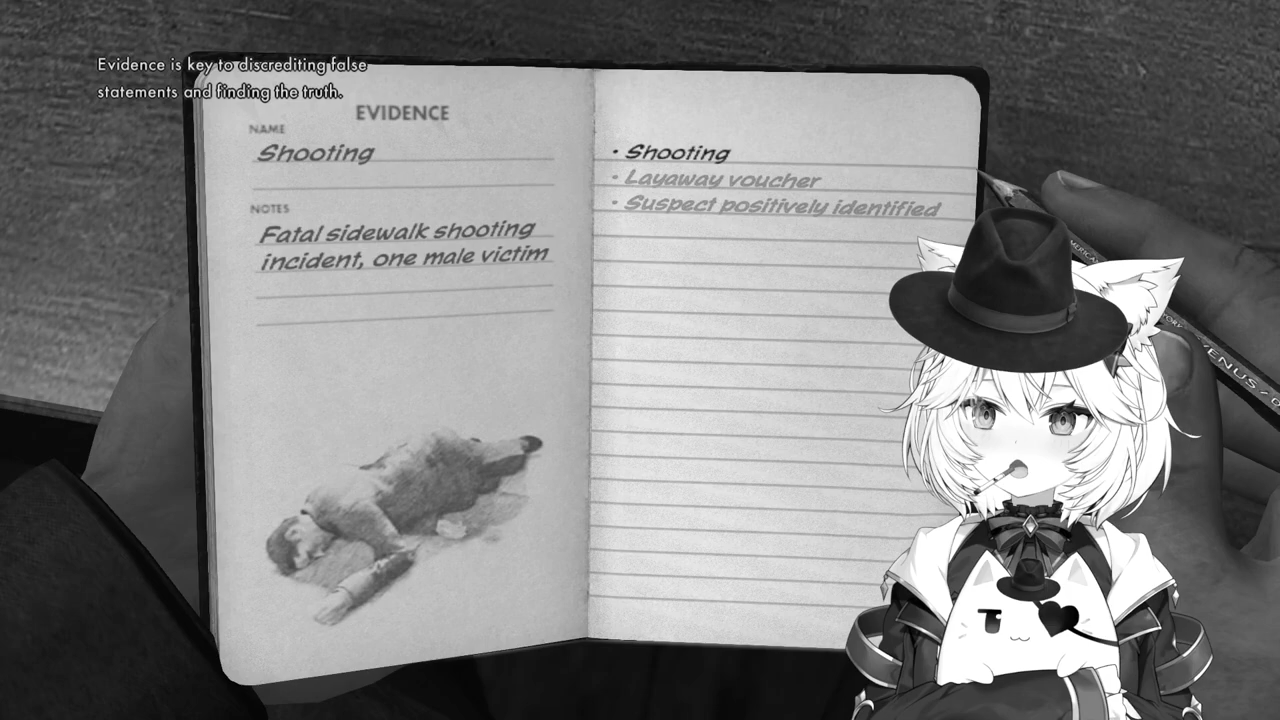 Evidence is key to discrediting false
statements and finding the truth.
EVIDENCE
NAME
Shooting
NOTES
Fatal sidewalk shooting
incident, one male victim
• Shooting
• Layaway voucher
• Suspect positively identified
VENUS